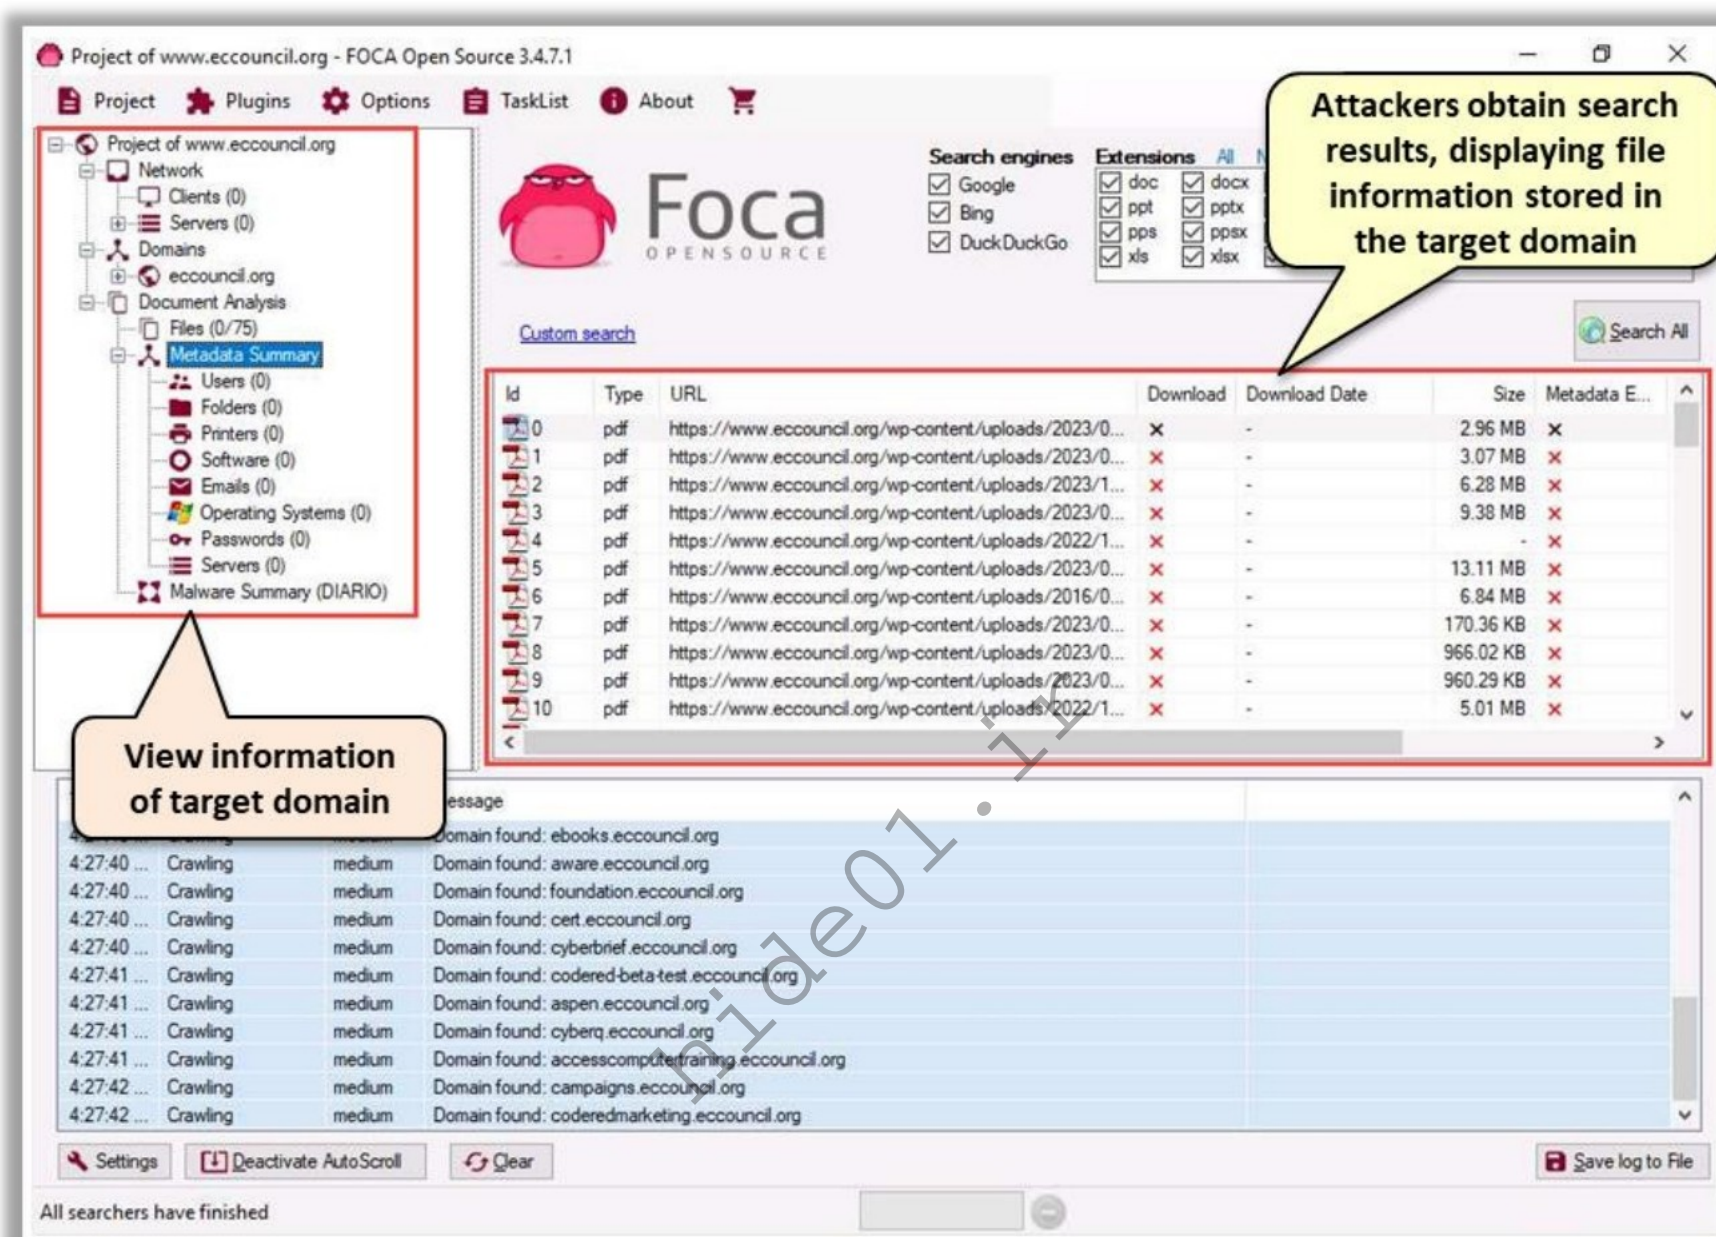 Project of www.eccouncil.org - FOCA Open Source 3.4.7.1
Project Plugins Options TaskList About
Attackers obtain search
results, displaying file
information stored in
the target domain
Project of www.eccouncil.org
Network
Clients (0)
Servers (0)
Domains
eccouncil.org
Document Analysis
Files (0/75)
Metadata Summary
Users (0)
Folders (0)
Printers (0)
Software (0)
Emails (0)
Operating Systems (0)
Passwords (0)
Servers (0)
Malware Summary (DIARIO)
View information
of target domain
Foca
OPENSOURCE
Search engines
Google
Bing
DuckDuckGo
Extensions All
doc docx
ppt pptx
pps ppsx
xls xlsx
Custom search
Search All
Id Type URL Download Download Date Size Metadata E...
0 pdf https://www.eccouncil.org/wp-content/uploads/2023/0... - 2.96 MB
1 pdf https://www.eccouncil.org/wp-content/uploads/2023/0... - 3.07 MB
2 pdf https://www.eccouncil.org/wp-content/uploads/2023/1... - 6.28 MB
3 pdf https://www.eccouncil.org/wp-content/uploads/2023/0... - 9.38 MB
4 pdf https://www.eccouncil.org/wp-content/uploads/2022/1... - -
5 pdf https://www.eccouncil.org/wp-content/uploads/2023/0... - 13.11 MB
6 pdf https://www.eccouncil.org/wp-content/uploads/2016/0... - 6.84 MB
7 pdf https://www.eccouncil.org/wp-content/uploads/2023/0... - 170.36 KB
8 pdf https://www.eccouncil.org/wp-content/uploads/2023/0... - 966.02 KB
9 pdf https://www.eccouncil.org/wp-content/uploads/2023/0... - 960.29 KB
10 pdf https://www.eccouncil.org/wp-content/uploads/2022/1... - 5.01 MB
Domain found: ebooks.eccouncil.org
4:27:40 ... Crawling medium Domain found: aware.eccouncil.org
4:27:40 ... Crawling medium Domain found: foundation.eccouncil.org
4:27:40 ... Crawling medium Domain found: cert.eccouncil.org
4:27:40 ... Crawling medium Domain found: cyberbrief.eccouncil.org
4:27:41 ... Crawling medium Domain found: codered-beta-test.eccouncil.org
4:27:41 ... Crawling medium Domain found: aspen.eccouncil.org
4:27:41 ... Crawling medium Domain found: cyberq.eccouncil.org
4:27:41 ... Crawling medium Domain found: accesscomputertraining.eccouncil.org
4:27:42 ... Crawling medium Domain found: campaigns.eccouncil.org
4:27:42 ... Crawling medium Domain found: coderedmarketing.eccouncil.org
hide01.ir
Settings Deactivate AutoScroll Clear Save log to File
All searchers have finished